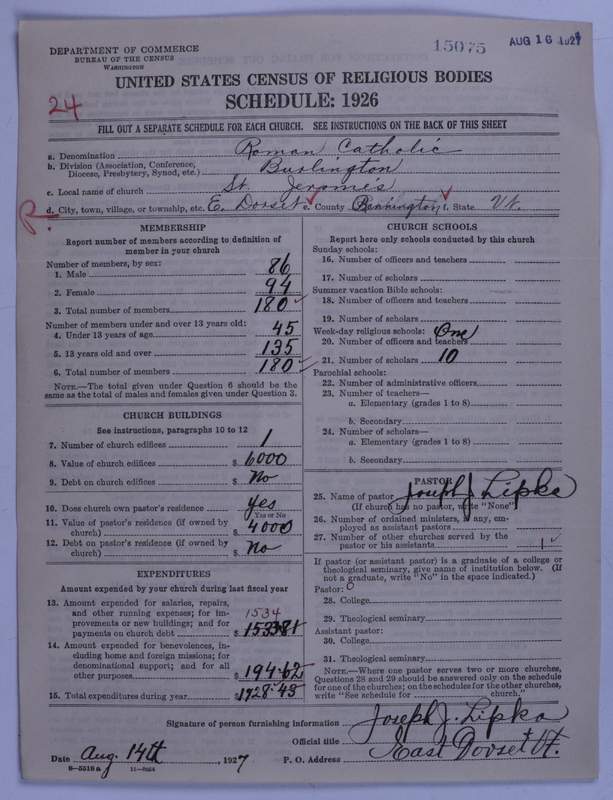 DEPARTMENT OF COMMERCE
BUREAU OF THE CENSUS
WASHINGTON
15075
AUG 16 1927
24
UNITED STATES CENSUS OF RELIGIOUS BODIES
SCHEDULE: 1926
FILL OUT A SEPARATE SCHEDULE FOR EACH CHURCH. SEE INSTRUCTIONS ON THE BACK OF THIS SHEET
a. Denomination Roman Catholic
b. Division (Association, Conference, Diocese, Presbytery, Synod, etc.) Burlington
c. Local name of church St. Jeromes
R
d. City, town, village, or township, etc. E. Dorset e. County Bennington f. State Vt.
MEMBERSHIP
Report number of members according to definition of
member in your church
Number of members, by sex:
1. Male 86
2. Female 94
3. Total number of members 180
Number of members under and over 13 years old:
4. Under 13 years of age 45
5. 13 years old and over 135
6. Total number of members 180
NOTE.—The total given under Question 6 should be the
same as the total of males and females given under Question 3.
CHURCH BUILDINGS
See instructions, paragraphs 10 to 12
7. Number of church edifices 1
8. Value of church edifices $ 6000
9. Debt on church edifices $ No
10. Does church own pastor's residence yes
Yes or No
11. Value of pastor's residence (if owned by
church) $ 4000
12. Debt on pastor's residence (if owned by
church) $ No
EXPENDITURES
Amount expended by your church during last fiscal year
13. Amount expended for salaries, repairs,
and other running expenses; for im-
provements or new buildings; and for
payments on church debt $ 1533.81
1534
14. Amount expended for benevolences, in-
cluding home and foreign missions; for
denominational support; and for all
other purposes $ 194.62
15. Total expenditures during year $ 1728.43
CHURCH SCHOOLS
Report here only schools conducted by this church
Sunday schools:
16. Number of officers and teachers
17. Number of scholars
Summer vacation Bible schools:
18. Number of officers and teachers
19. Number of scholars
Week-day religious schools:
20. Number of officers and teachers One
21. Number of scholars 10
Parochial schools:
22. Number of administrative officers
23. Number of teachers—
a. Elementary (grades 1 to 8)
b. Secondary
24. Number of scholars—
a. Elementary (grades 1 to 8)
b. Secondary
PASTOR
25. Name of pastor Joseph J. Lipka
(If church has no pastor, write "None")
26. Number of ordained ministers, if any, em-
ployed as assistant pastors
27. Number of other churches served by the
pastor or his assistants 1
If pastor (or assistant pastor) is a graduate of a college or
theological seminary, give name of institution below. (If
not a graduate, write "No" in the space indicated.)
Pastor:
28. College
29. Theological seminary
Assistant pastor:
30. College
31. Theological seminary
NOTE.—Where one pastor serves two or more churches,
Questions 28 and 29 should be answered only on the schedule
for one of the churches; on the schedules for the other churches,
write "See schedule for church."
Signature of person furnishing information Joseph J. Lipka
Official title
Date Aug. 14th, 1927 P. O. Address East Dorset Vt.
8-5518a 11-9054